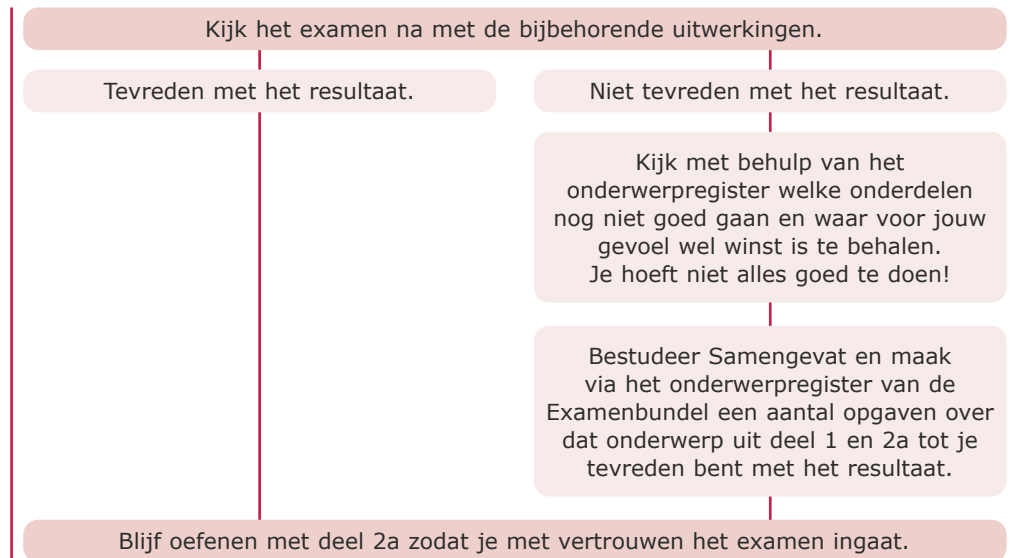 Kijk het examen na met de bijbehorende uitwerkingen.
Tevreden met het resultaat.
Niet tevreden met het resultaat.
Kijk met behulp van het
onderwerpregister welke onderdelen
nog niet goed gaan en waar voor jouw
gevoel wel winst is te behalen.
Je hoeft niet alles goed te doen!
Bestudeer Samengevat en maak
via het onderwerpregister van de
Examenbundel een aantal opgaven over
dat onderwerp uit deel 1 en 2a tot je
tevreden bent met het resultaat.
Blijf oefenen met deel 2a zodat je met vertrouwen het examen ingaat.